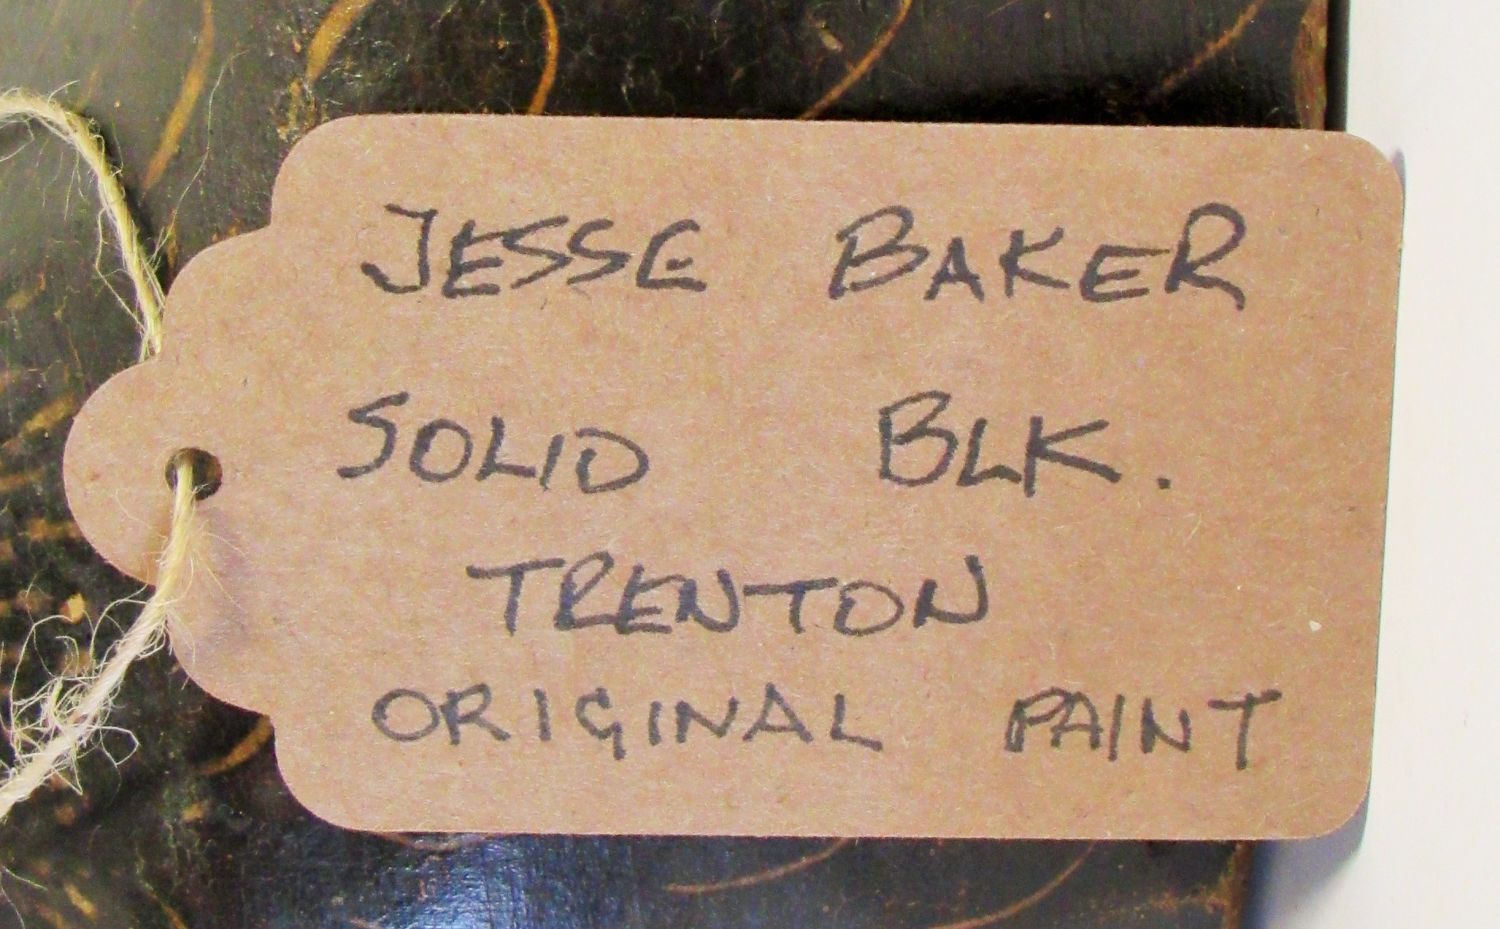 JESSE BAKER
SOLID BLK.
TRENTON
ORIGINAL PAINT